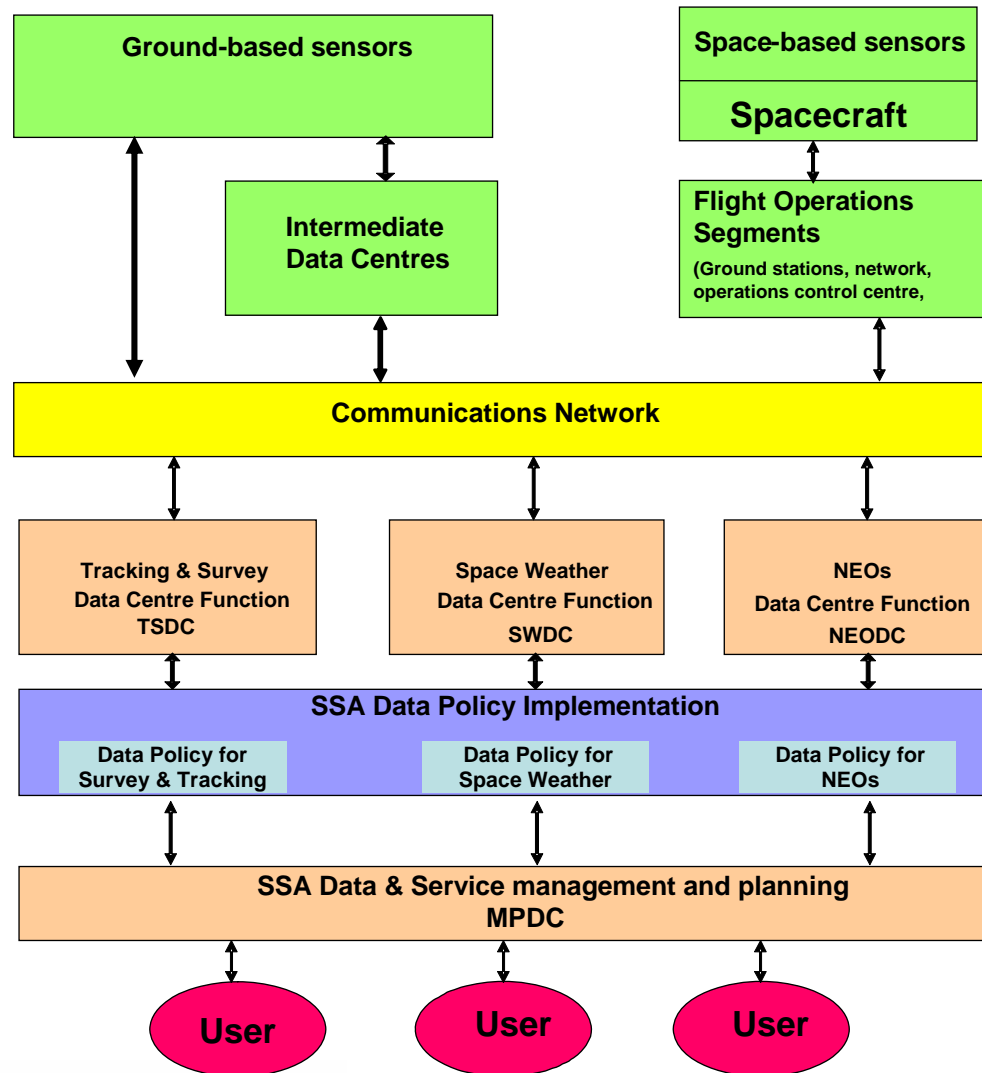 Ground-based sensors
Space-based sensors
Spacecraft
Intermediate
Data Centres
Flight Operations
Segments
(Ground stations, network,
operations control centre,
Communications Network
Tracking & Survey
Data Centre Function
TSDC
Space Weather
Data Centre Function
SWDC
NEOs
Data Centre Function
NEODC
SSA Data Policy Implementation
Data Policy for
Survey & Tracking
Data Policy for
Space Weather
Data Policy for
NEOs
SSA Data & Service management and planning
MPDC
User
User
User